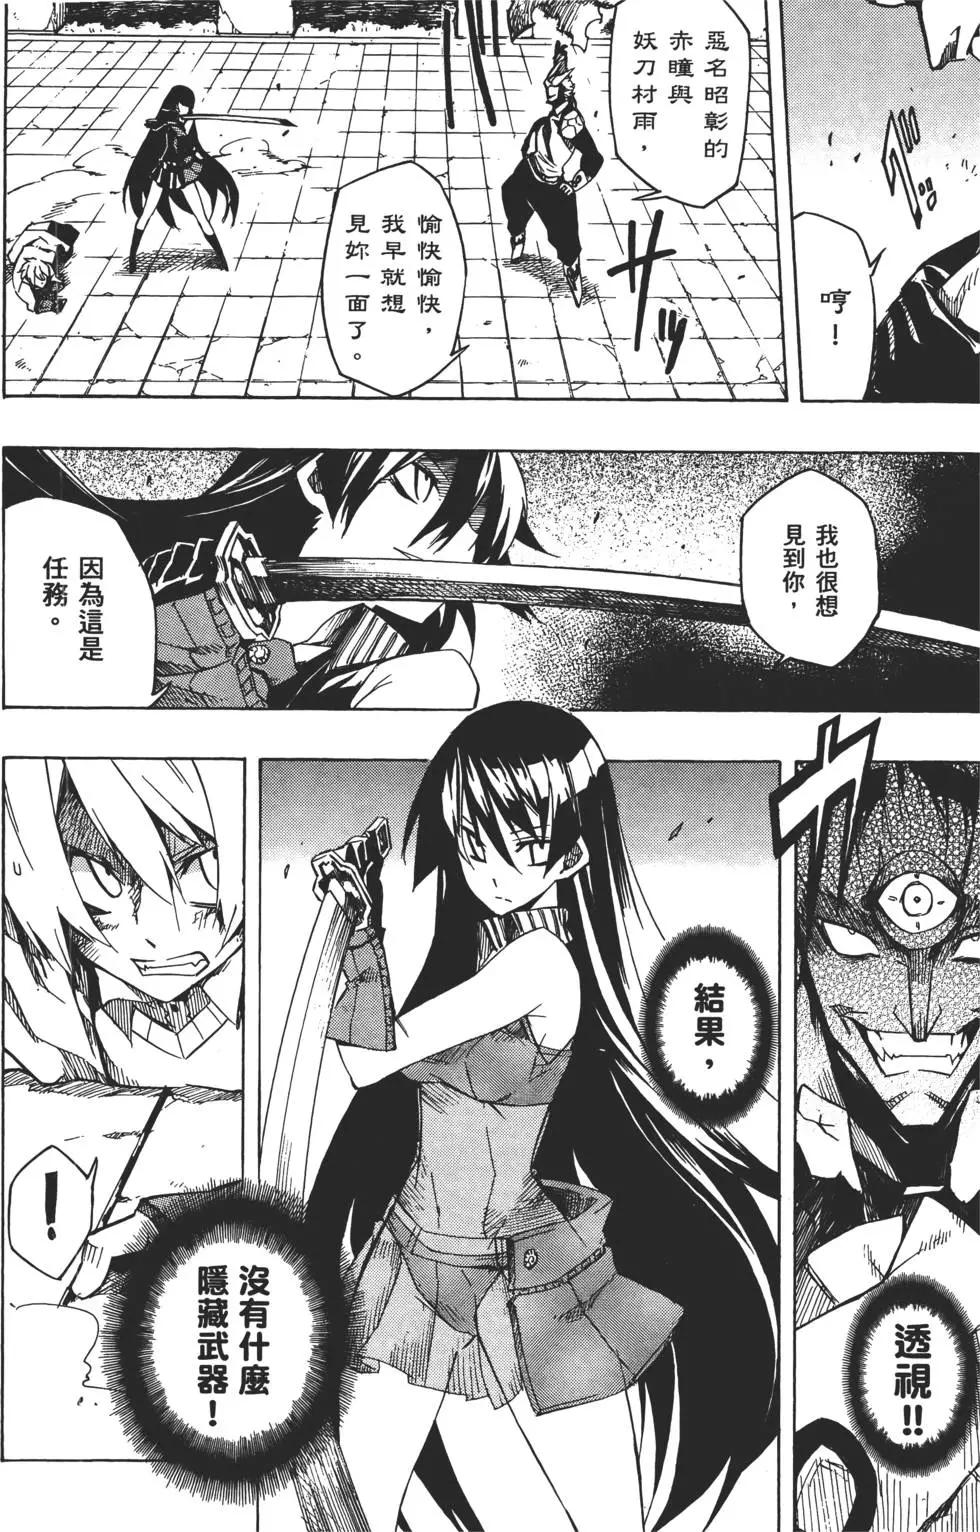 哼！
惡名昭彰的
赤瞳與
妖刀村雨，
愉快愉快，
我早就想
見妳一面了。
我也很想
見到你，
因為這是
任務。
透視!!
結果，
沒有什麼
隱藏武器！
！